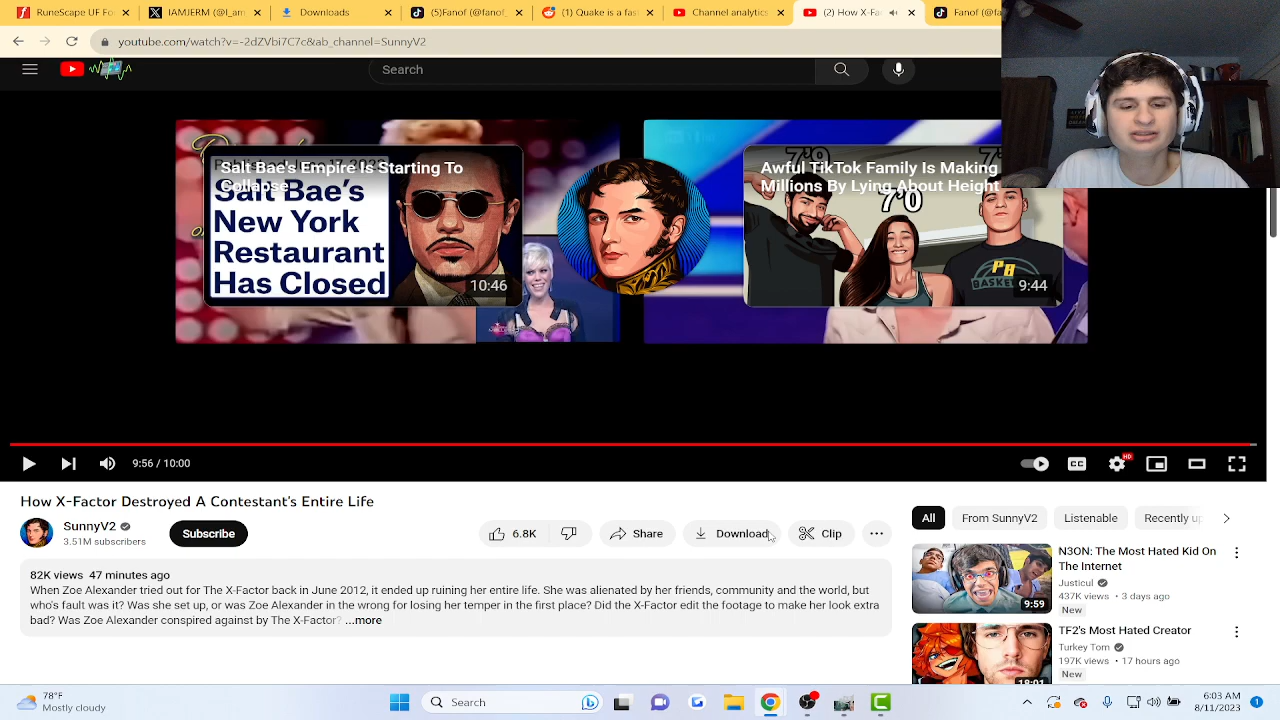 RuneScape UF Fo
IAMJERM (@I_am
Downloads
(5)Fanof (@fanof_
(1) Quake is a fas
Channel analytics
(2) How X-Fa
Fanof (@fa
youtube.com/watch?v=-2dZVbi7C7c&ab_channel=SunnyV2
Search
Salt Bae's Empire Is Starting To
Collapse
Salt Bae's
New York
Restaurant
Has Closed
10:46
Awful TikTok Family Is Making
Millions By Lying About Height
7'0
PB
9:44
9:56 / 10:00
HD
How X-Factor Destroyed A Contestant's Entire Life
SunnyV2
3.51M subscribers
Subscribe
6.8K
Share
Download
Clip
82K views 47 minutes ago
When Zoe Alexander tried out for The X-Factor back in June 2012, it ended up ruining her entire life. She was alienated by her friends, community and the world, but
who's fault was it? Was she set up, or was Zoe Alexander in the wrong for losing her temper in the first place? Did the X-Factor edit the footage to make her look extra
bad? Was Zoe Alexander conspired against by The X-Factor? ...more
All
From SunnyV2
Listenable
Recently up
N3ON: The Most Hated Kid On
The Internet
Justicul
437K views • 3 days ago
New
9:59
TF2's Most Hated Creator
Turkey Tom
197K views • 17 hours ago
New
18:01
78°F
Mostly cloudy
Search
6:03 AM
8/11/2023
1